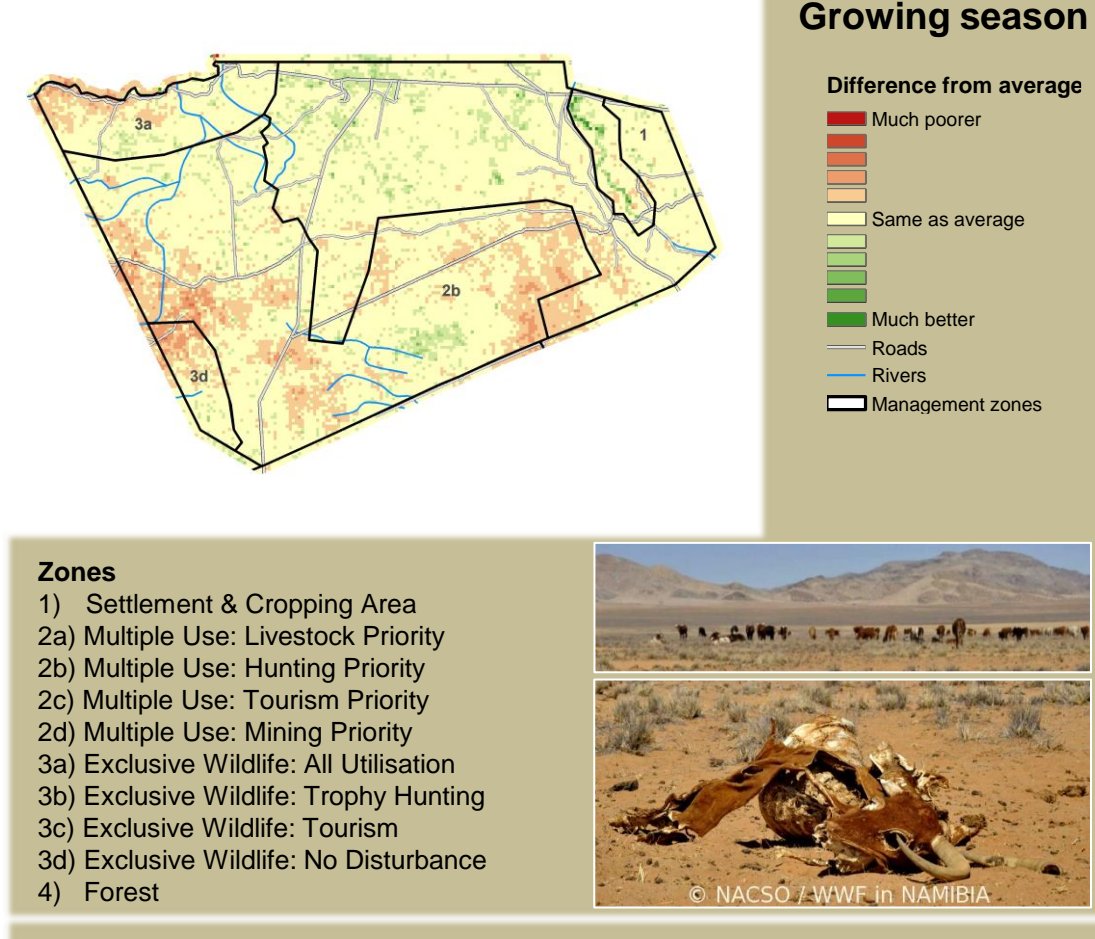 Growing season
Difference from average
Much poorer
Same as average
Much better
Roads
Rivers
Management zones
3a
1
2b
3d
Zones
1) Settlement & Cropping Area
2a) Multiple Use: Livestock Priority
2b) Multiple Use: Hunting Priority
2c) Multiple Use: Tourism Priority
2d) Multiple Use: Mining Priority
3a) Exclusive Wildlife: All Utilisation
3b) Exclusive Wildlife: Trophy Hunting
3c) Exclusive Wildlife: Tourism
3d) Exclusive Wildlife: No Disturbance
4) Forest
© NACSO / WWF in NAMIBIA